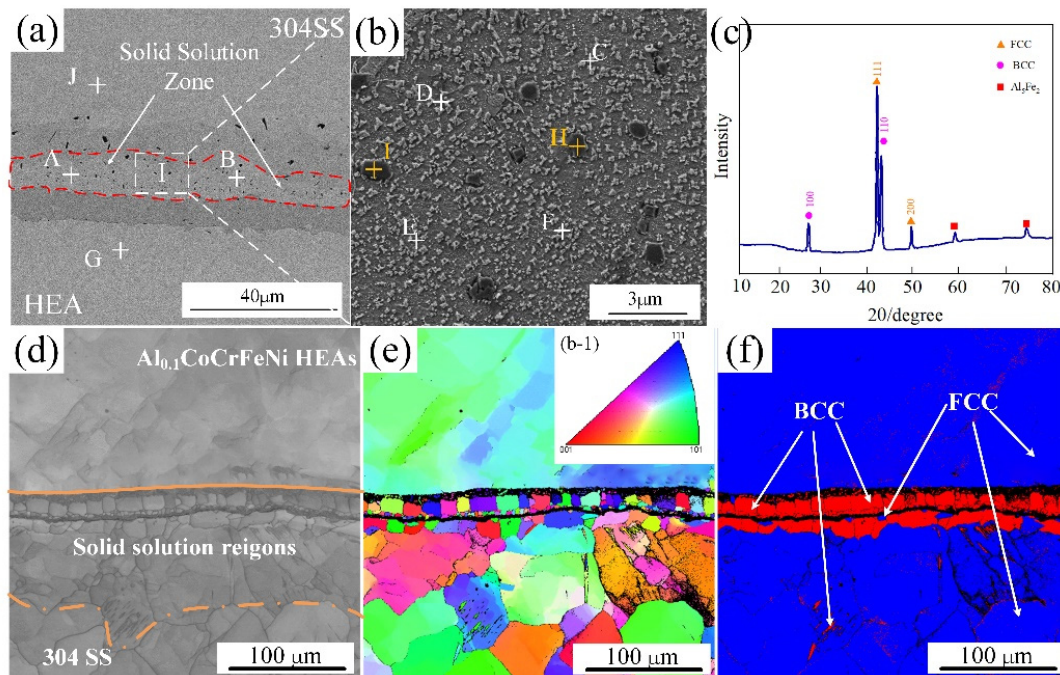 (a)
304SS
Solid Solution
Zone
J
A
I
B
G
HEA
40μm
(b)
C
D
H
I
E
F
3μm
(c)
FCC
BCC
Al5Fe2
111
110
100
200
Intensity
10
20
30
40
50
60
70
80
2θ/degree
(d)
Al0.1CoCrFeNi HEAs
Solid solution reigons
304 SS
100 μm
(e)
(b-1)
111
001
101
100 μm
(f)
BCC
FCC
100 μm